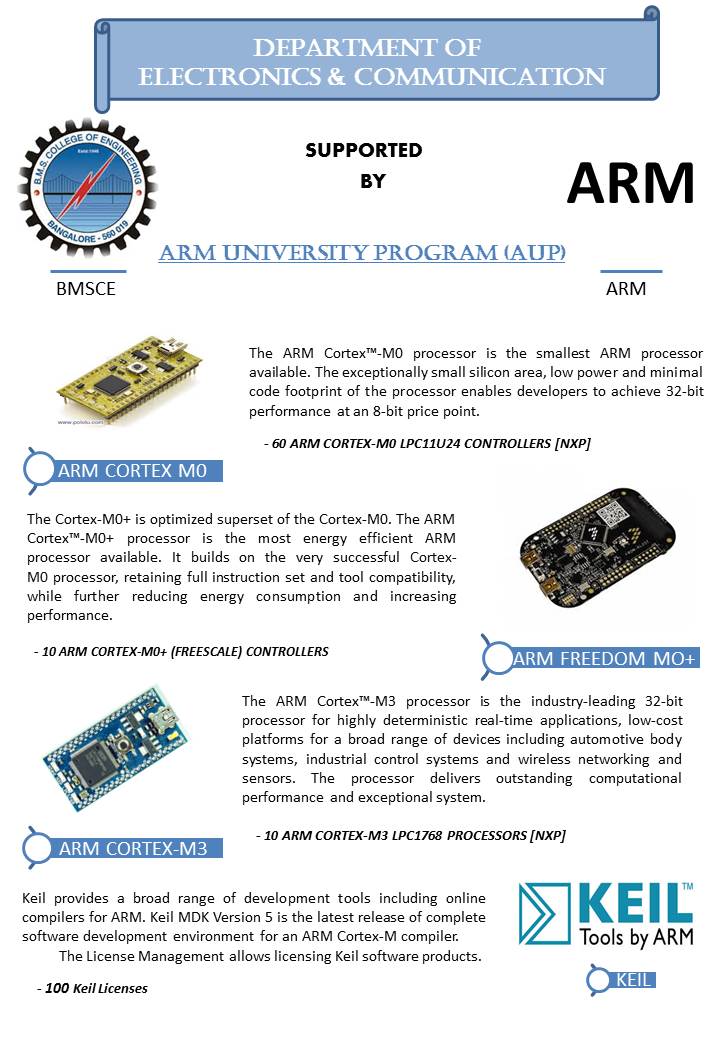 DEPARTMENT OF
ELECTRONICS & COMMUNICATION
B.M.S. COLLEGE OF ENGINEERING
Estd:1946
BANGALORE - 560 019
SUPPORTED
BY
ARM
ARM UNIVERSITY PROGRAM (AUP)
BMSCE
ARM
www.pololu.com
The ARM Cortex™-M0 processor is the smallest ARM processor
available. The exceptionally small silicon area, low power and minimal
code footprint of the processor enables developers to achieve 32-bit
performance at an 8-bit price point.
- 60 ARM CORTEX-M0 LPC11U24 CONTROLLERS [NXP]
ARM CORTEX M0
The Cortex-M0+ is optimized superset of the Cortex-M0. The ARM
Cortex™-M0+ processor is the most energy efficient ARM
processor available. It builds on the very successful Cortex-
M0 processor, retaining full instruction set and tool compatibility,
while further reducing energy consumption and increasing
performance.
- 10 ARM CORTEX-M0+ (FREESCALE) CONTROLLERS
ARM FREEDOM MO+
The ARM Cortex™-M3 processor is the industry-leading 32-bit
processor for highly deterministic real-time applications, low-cost
platforms for a broad range of devices including automotive body
systems, industrial control systems and wireless networking and
sensors. The processor delivers outstanding computational
performance and exceptional system.
- 10 ARM CORTEX-M3 LPC1768 PROCESSORS [NXP]
ARM CORTEX-M3
Keil provides a broad range of development tools including online
compilers for ARM. Keil MDK Version 5 is the latest release of complete
software development environment for an ARM Cortex-M compiler.
The License Management allows licensing Keil software products.
- 100 Keil Licenses
KEIL™
Tools by ARM
KEIL